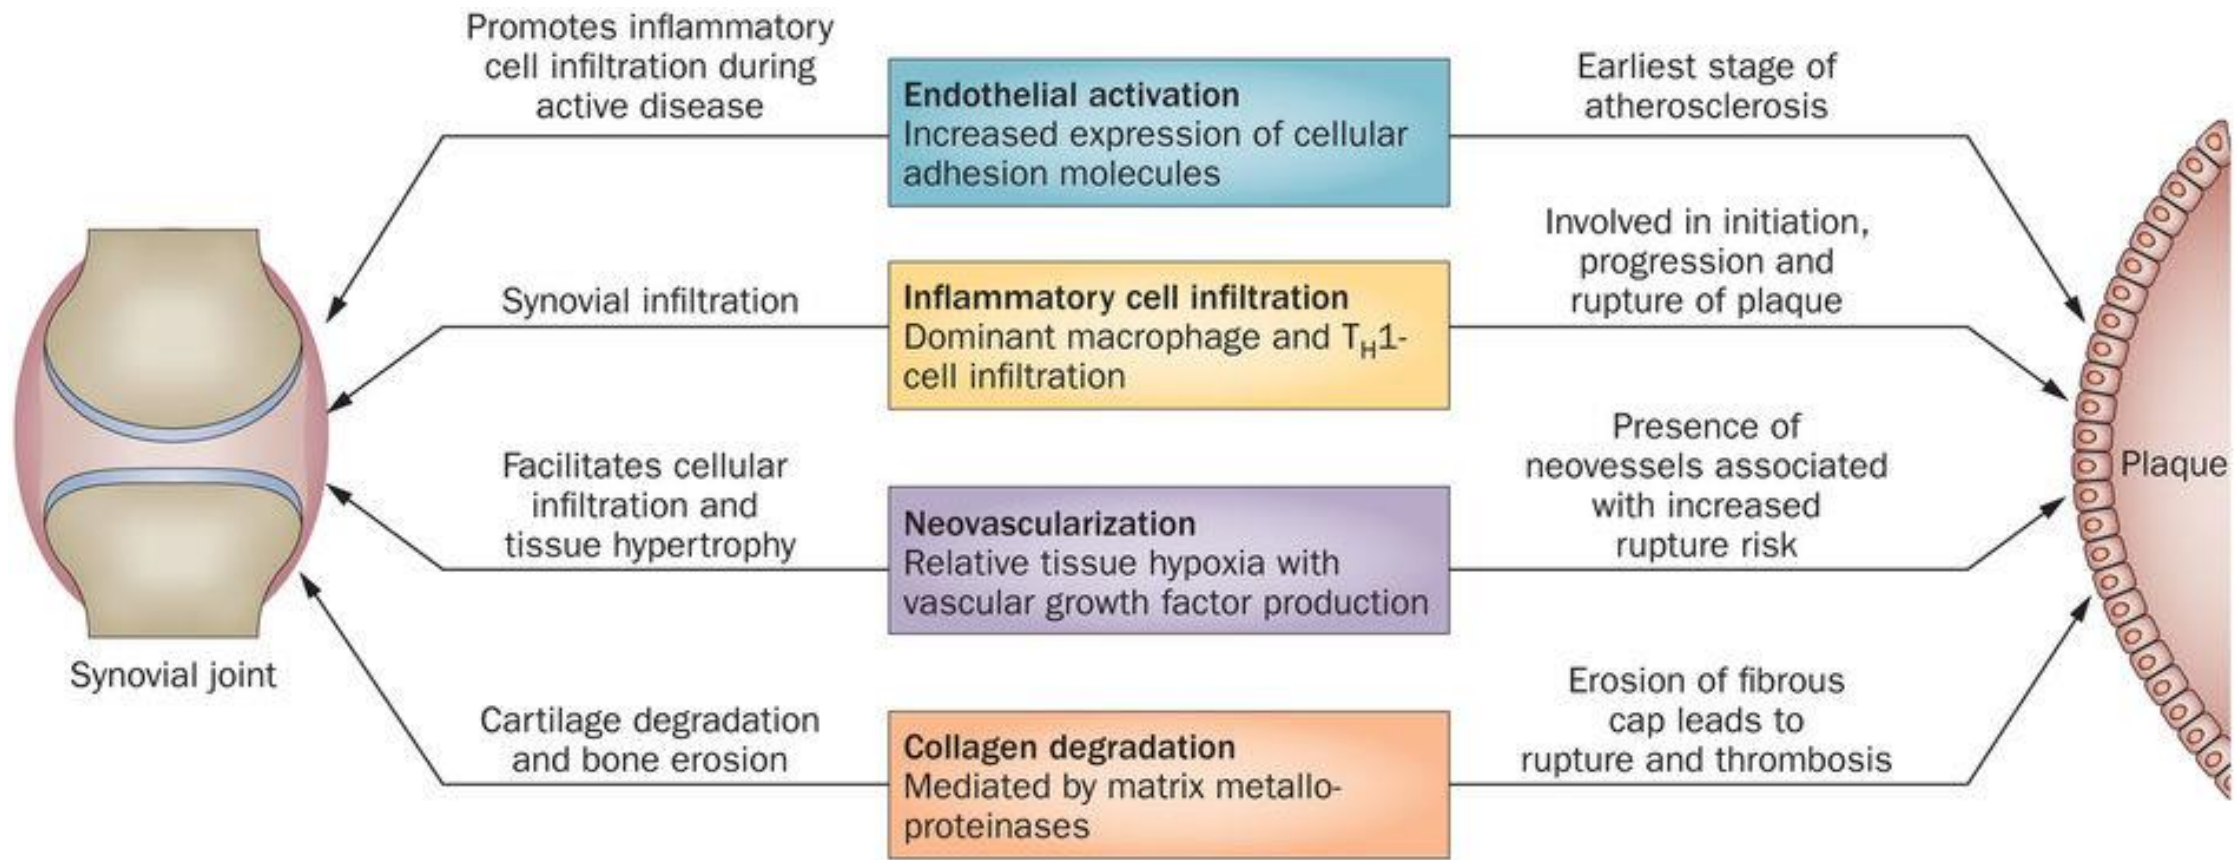 Promotes inflammatory
cell infiltration during
active disease
Endothelial activation
Increased expression of cellular
adhesion molecules
Earliest stage of
atherosclerosis
Synovial infiltration
Inflammatory cell infiltration
Dominant macrophage and TH1-
cell infiltration
Involved in initiation,
progression and
rupture of plaque
Facilitates cellular
infiltration and
tissue hypertrophy
Neovascularization
Relative tissue hypoxia with
vascular growth factor production
Presence of
neovessels associated
with increased
rupture risk
Plaque
Synovial joint
Cartilage degradation
and bone erosion
Collagen degradation
Mediated by matrix metallo-
proteinases
Erosion of fibrous
cap leads to
rupture and thrombosis